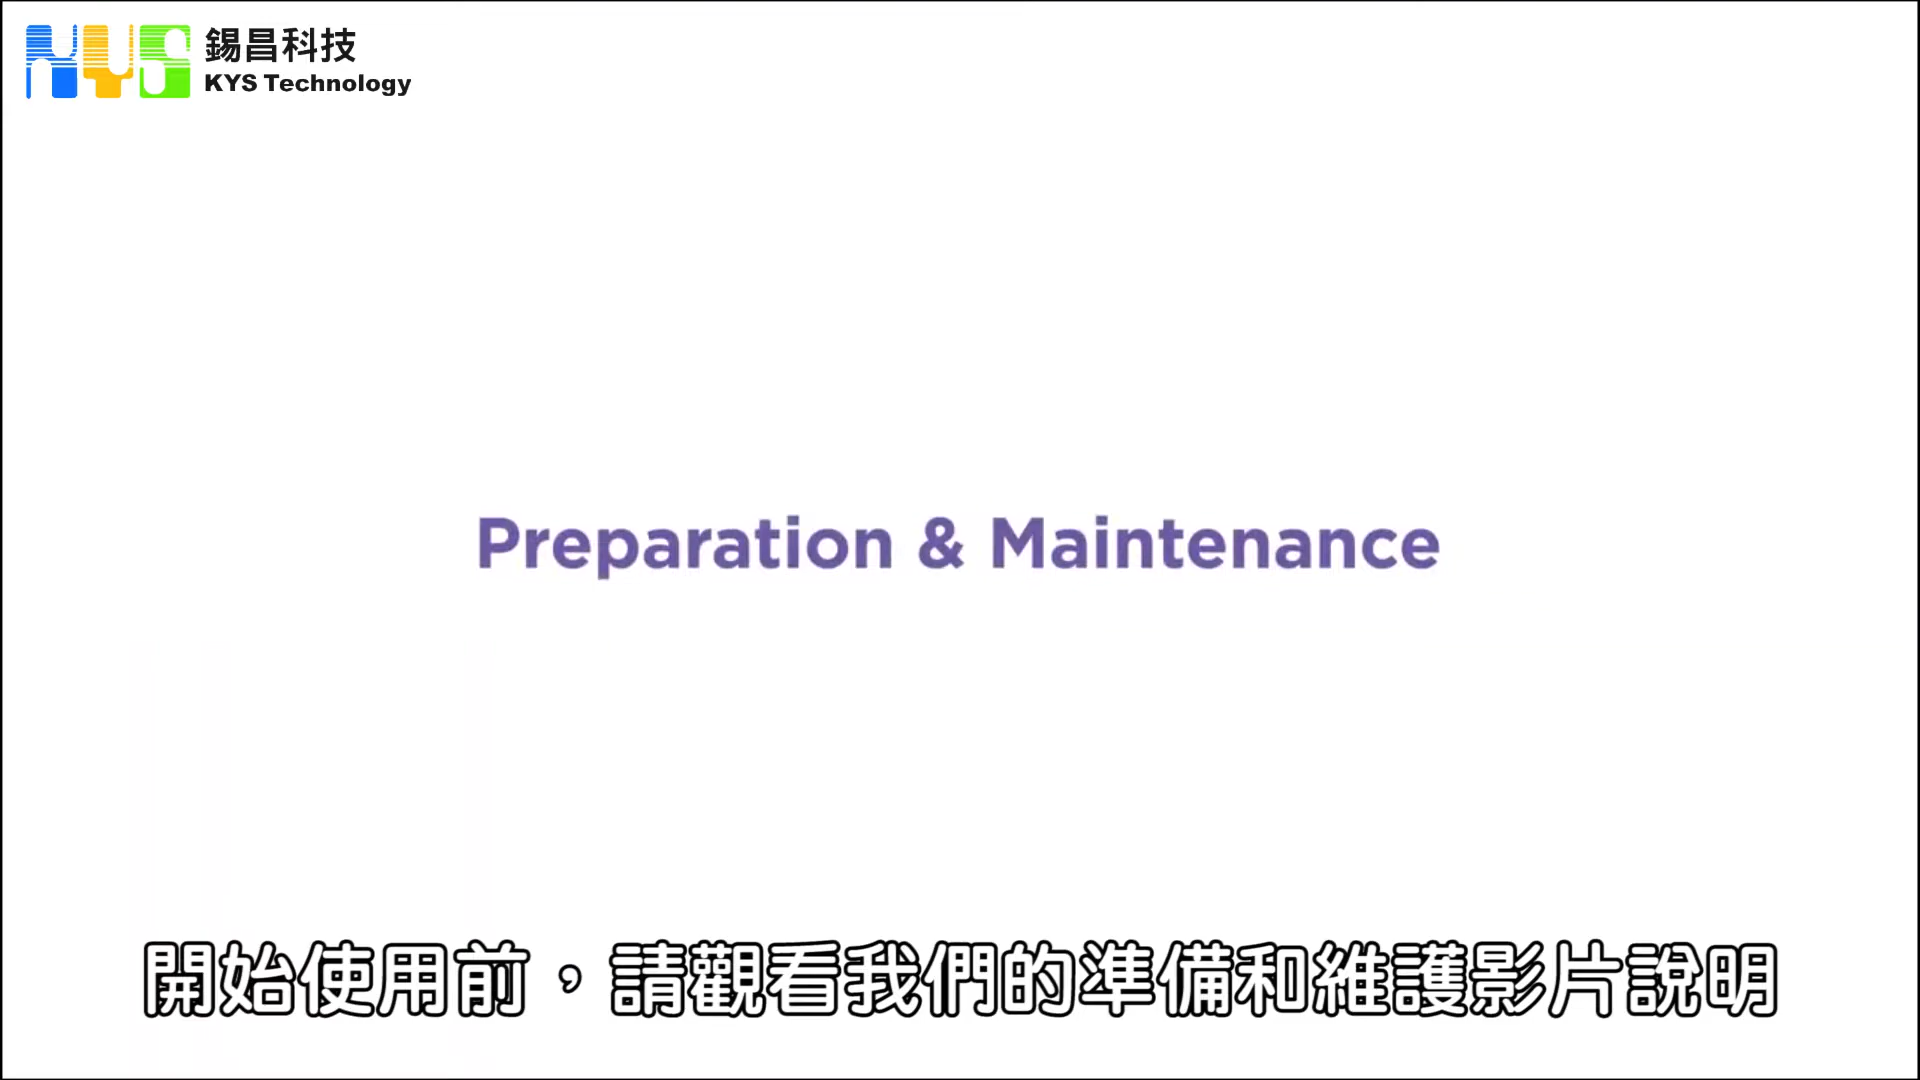 KYS
錫昌科技
KYS Technology
Preparation & Maintenance
開始使用前，請觀看我們的準備和維護影片說明